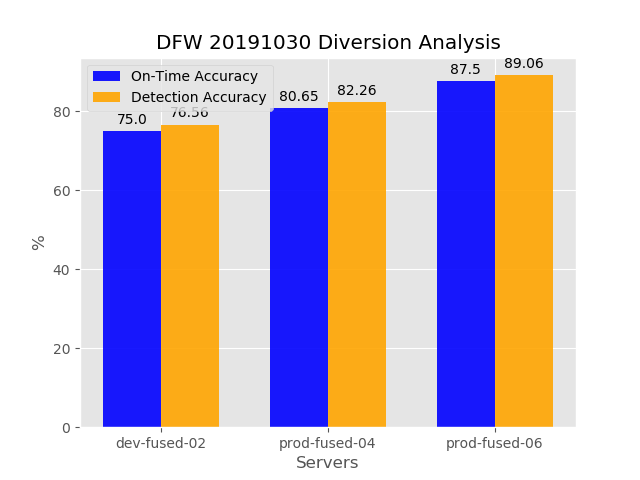 DFW 20191030 Diversion Analysis
On-Time Accuracy
Detection Accuracy
75.0
76.56
80.65
82.26
87.5
89.06
80
60
40
20
0
%
dev-fused-02
prod-fused-04
prod-fused-06
Servers